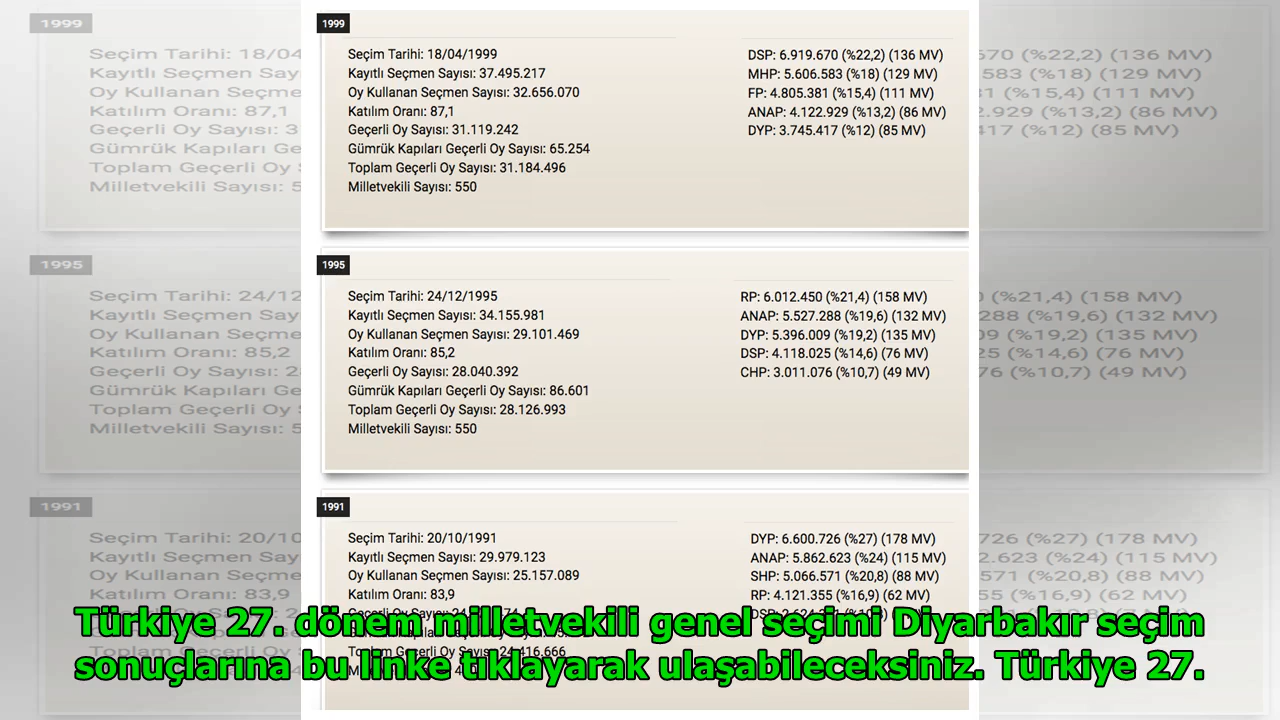 1999
Seçim Tarihi: 18/04/1999
Kayıtlı Seçmen Sayısı: 37.495.217
Oy Kullanan Seçmen Sayısı: 32.656.070
Katılım Oranı: 87,1
Geçerli Oy Sayısı: 31.119.242
Gümrük Kapıları Geçerli Oy Sayısı: 65.254
Toplam Geçerli Oy Sayısı: 31.184.496
Milletvekili Sayısı: 550
DSP: 6.919.670 (%22,2) (136 MV)
MHP: 5.606.583 (%18) (129 MV)
FP: 4.805.381 (%15,4) (111 MV)
ANAP: 4.122.929 (%13,2) (86 MV)
DYP: 3.745.417 (%12) (85 MV)
1995
Seçim Tarihi: 24/12/1995
Kayıtlı Seçmen Sayısı: 34.155.981
Oy Kullanan Seçmen Sayısı: 29.101.469
Katılım Oranı: 85,2
Geçerli Oy Sayısı: 28.040.392
Gümrük Kapıları Geçerli Oy Sayısı: 86.601
Toplam Geçerli Oy Sayısı: 28.126.993
Milletvekili Sayısı: 550
RP: 6.012.450 (%21,4) (158 MV)
ANAP: 5.527.288 (%19,6) (132 MV)
DYP: 5.396.009 (%19,2) (135 MV)
DSP: 4.118.025 (%14,6) (76 MV)
CHP: 3.011.076 (%10,7) (49 MV)
1991
Seçim Tarihi: 20/10/1991
Kayıtlı Seçmen Sayısı: 29.979.123
Oy Kullanan Seçmen Sayısı: 25.157.089
Katılım Oranı: 83,9
Toplam Geçerli Oy Sayısı: 24.416.666
DYP: 6.600.726 (%27) (178 MV)
ANAP: 5.862.623 (%24) (115 MV)
SHP: 5.066.571 (%20,8) (88 MV)
RP: 4.121.355 (%16,9) (62 MV)
Türkiye 27. dönem milletvekili genel seçimi Diyarbakır seçim
sonuçlarına bu linke tıklayarak ulaşabileceksiniz. Türkiye 27.